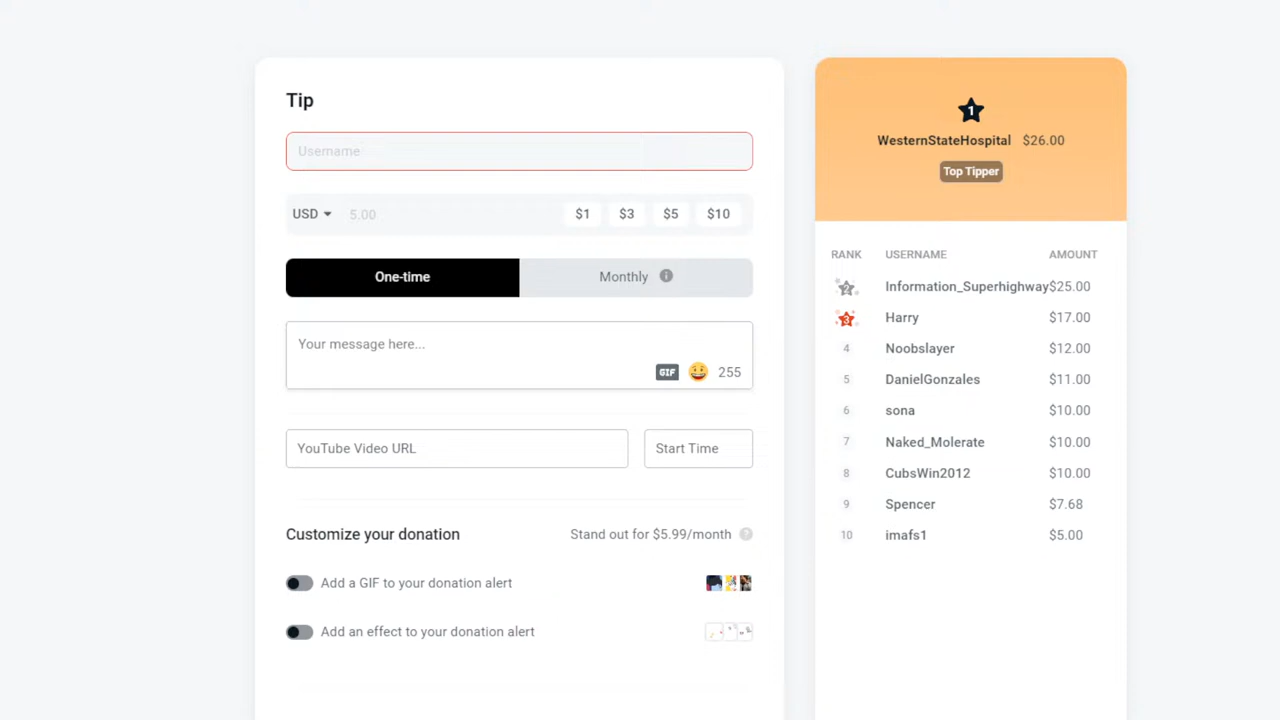 Tip
Username
USD 5.00 $1 $3 $5 $10
One-time Monthly
Your message here...
GIF 255
YouTube Video URL Start Time
Customize your donation Stand out for $5.99/month ?
Add a GIF to your donation alert
Add an effect to your donation alert
1
WesternStateHospital $26.00
Top Tipper
RANK USERNAME AMOUNT
2 Information_Superhighway $25.00
3 Harry $17.00
4 Noobslayer $12.00
5 DanielGonzales $11.00
6 sona $10.00
7 Naked_Molerate $10.00
8 CubsWin2012 $10.00
9 Spencer $7.68
10 imafs1 $5.00